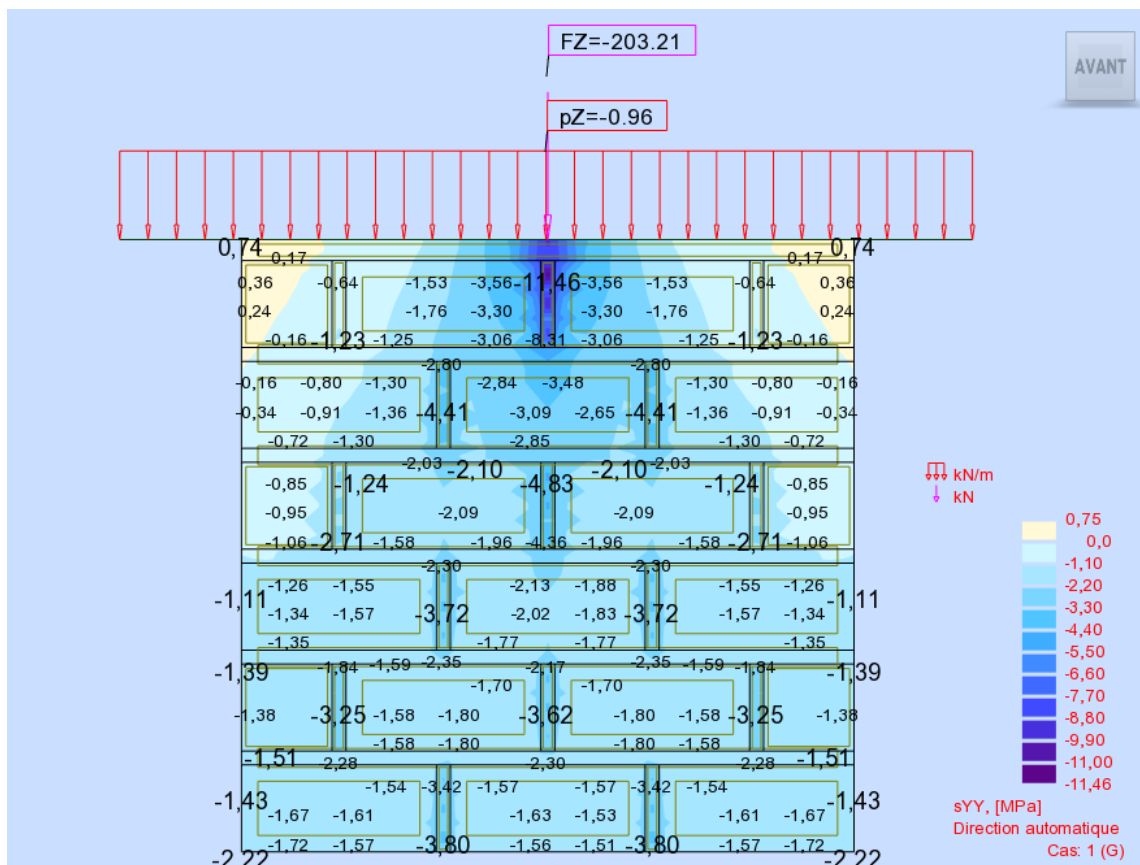 FZ=-203.21
AVANT
pZ=-0.96
0,74 0,74
0,17 0,17
0,36 -0,64 -1,53 -3,56 -11,46 -3,56 -1,53 -0,64 0,36
0,24 -1,76 -3,30 -3,30 -1,76 0,24
-0,16 -1,23 -1,25 -3,06 -8,31 -3,06 -1,25 -1,23 -0,16
-2,80 -2,80
-0,16 -0,80 -1,30 -2,84 -3,48 -1,30 -0,80 -0,16
-0,34 -0,91 -1,36 -4,41 -3,09 -2,65 -4,41 -1,36 -0,91 -0,34
-0,72 -1,30 -2,85 -1,30 -0,72
-2,03 -2,10 -2,10 -2,03
-0,85 -1,24 -4,83 -1,24 -0,85
-0,95 -2,09 -2,09 -0,95
-1,06 -2,71 -1,58 -1,96 -4,36 -1,96 -1,58 -2,71 -1,06
-2,30 -2,30
-1,26 -1,55 -2,13 -1,88 -1,55 -1,26
-1,11 -1,11
-1,34 -1,57 -3,72 -2,02 -1,83 -3,72 -1,57 -1,34
-1,35 -1,77 -1,77 -1,35
-1,39 -1,84 -1,59 -2,35 -2,17 -2,35 -1,59 -1,84 -1,39
-1,70 -1,70
-1,38 -3,25 -1,58 -1,80 -3,62 -1,80 -1,58 -3,25 -1,38
-1,58 -1,80 -1,80 -1,58
-1,51 -2,28 -2,30 -2,28 -1,51
-1,54 -3,42 -1,57 -1,57 -3,42 -1,54
-1,43 -1,43
-1,67 -1,61 -1,63 -1,53 -1,61 -1,67
-1,72 -1,57 -3,80 -1,56 -1,51 -3,80 -1,57 -1,72
-2,22 -2,22
kN/m
kN
0,75
0,0
-1,10
-2,20
-3,30
-4,40
-5,50
-6,60
-7,70
-8,80
-9,90
-11,00
-11,46
sYY, [MPa]
Direction automatique
Cas: 1 (G)